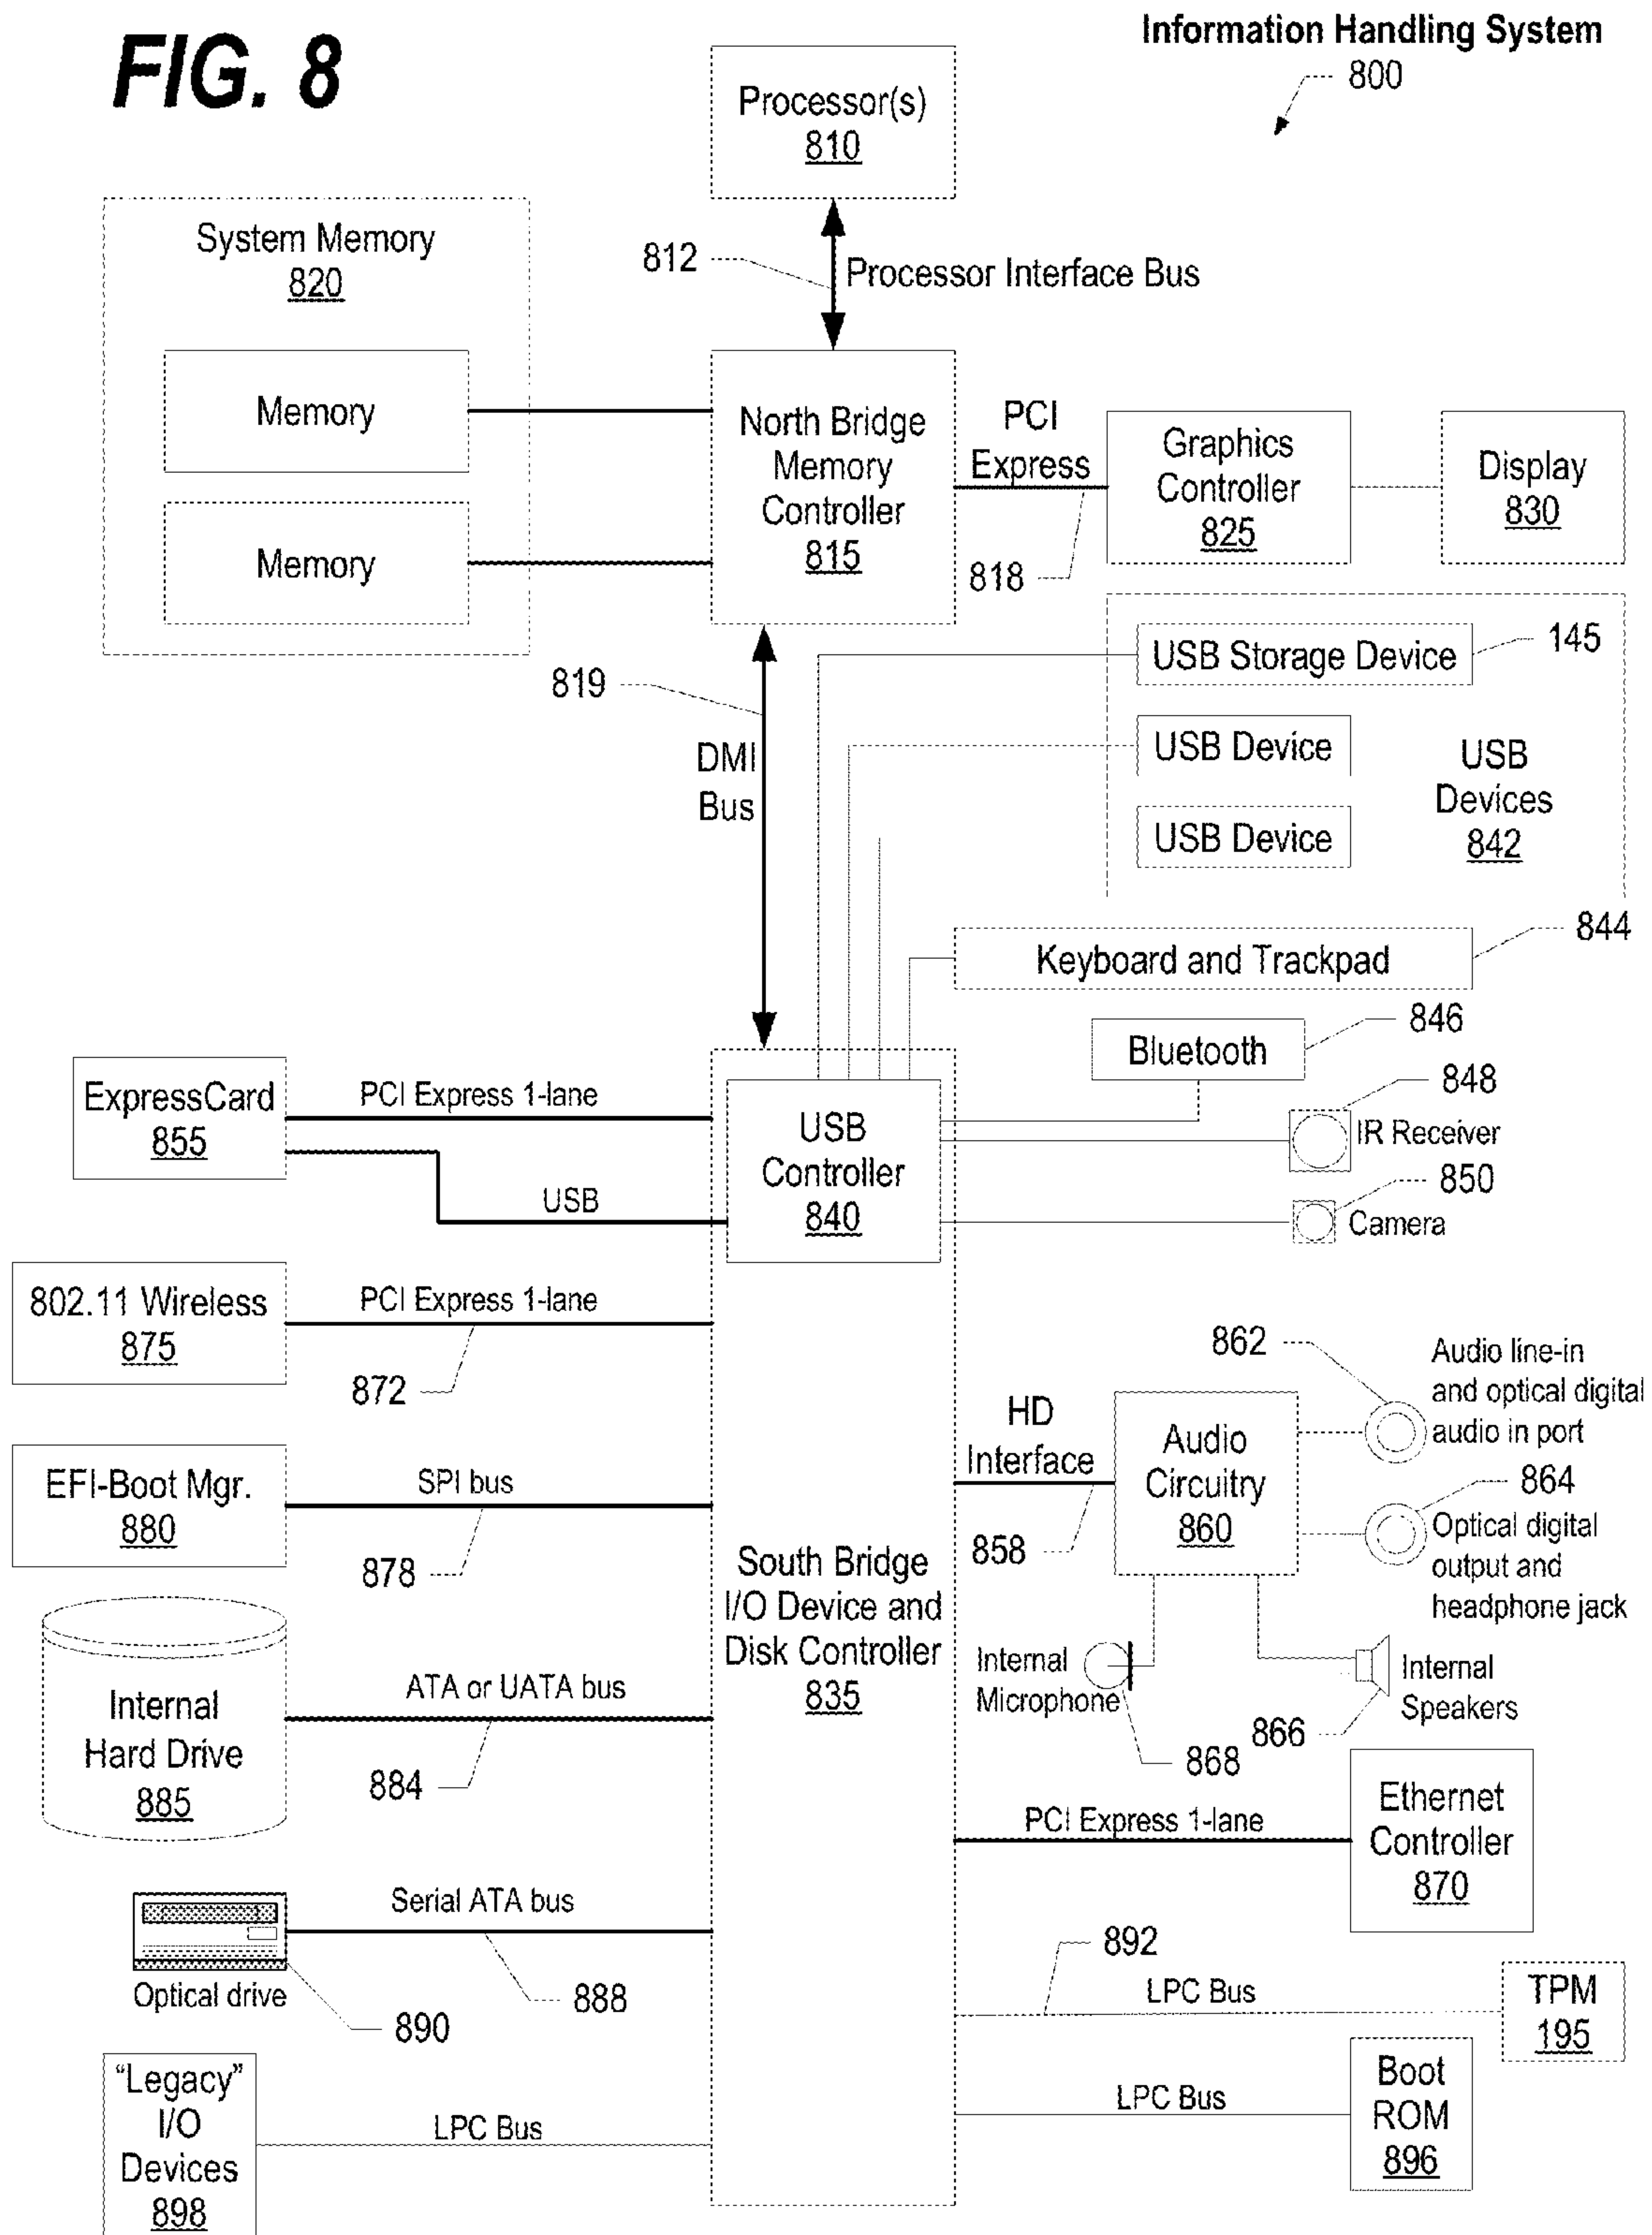 FIG. 8
Information Handling System
800
Processor(s)
810
System Memory
820
812
Processor Interface Bus
Memory
Memory
North Bridge
Memory
Controller
815
PCI
Express
818
Graphics
Controller
825
Display
830
819
DMI
Bus
USB Storage Device
145
USB Device
USB Device
USB
Devices
842
Keyboard and Trackpad
844
Bluetooth
846
848
IR Receiver
850
Camera
ExpressCard
855
PCI Express 1-lane
USB
USB
Controller
840
802.11 Wireless
875
PCI Express 1-lane
872
EFI-Boot Mgr.
880
SPI bus
878
Internal
Hard Drive
885
ATA or UATA bus
884
South Bridge
I/O Device and
Disk Controller
835
HD
Interface
858
Audio
Circuitry
860
862
Audio line-in
and optical digital
audio in port
864
Optical digital
output and
headphone jack
Internal
Microphone
868
866
Internal
Speakers
PCI Express 1-lane
Ethernet
Controller
870
Serial ATA bus
888
Optical drive
890
892
LPC Bus
TPM
195
"Legacy"
I/O
Devices
898
LPC Bus
LPC Bus
Boot
ROM
896